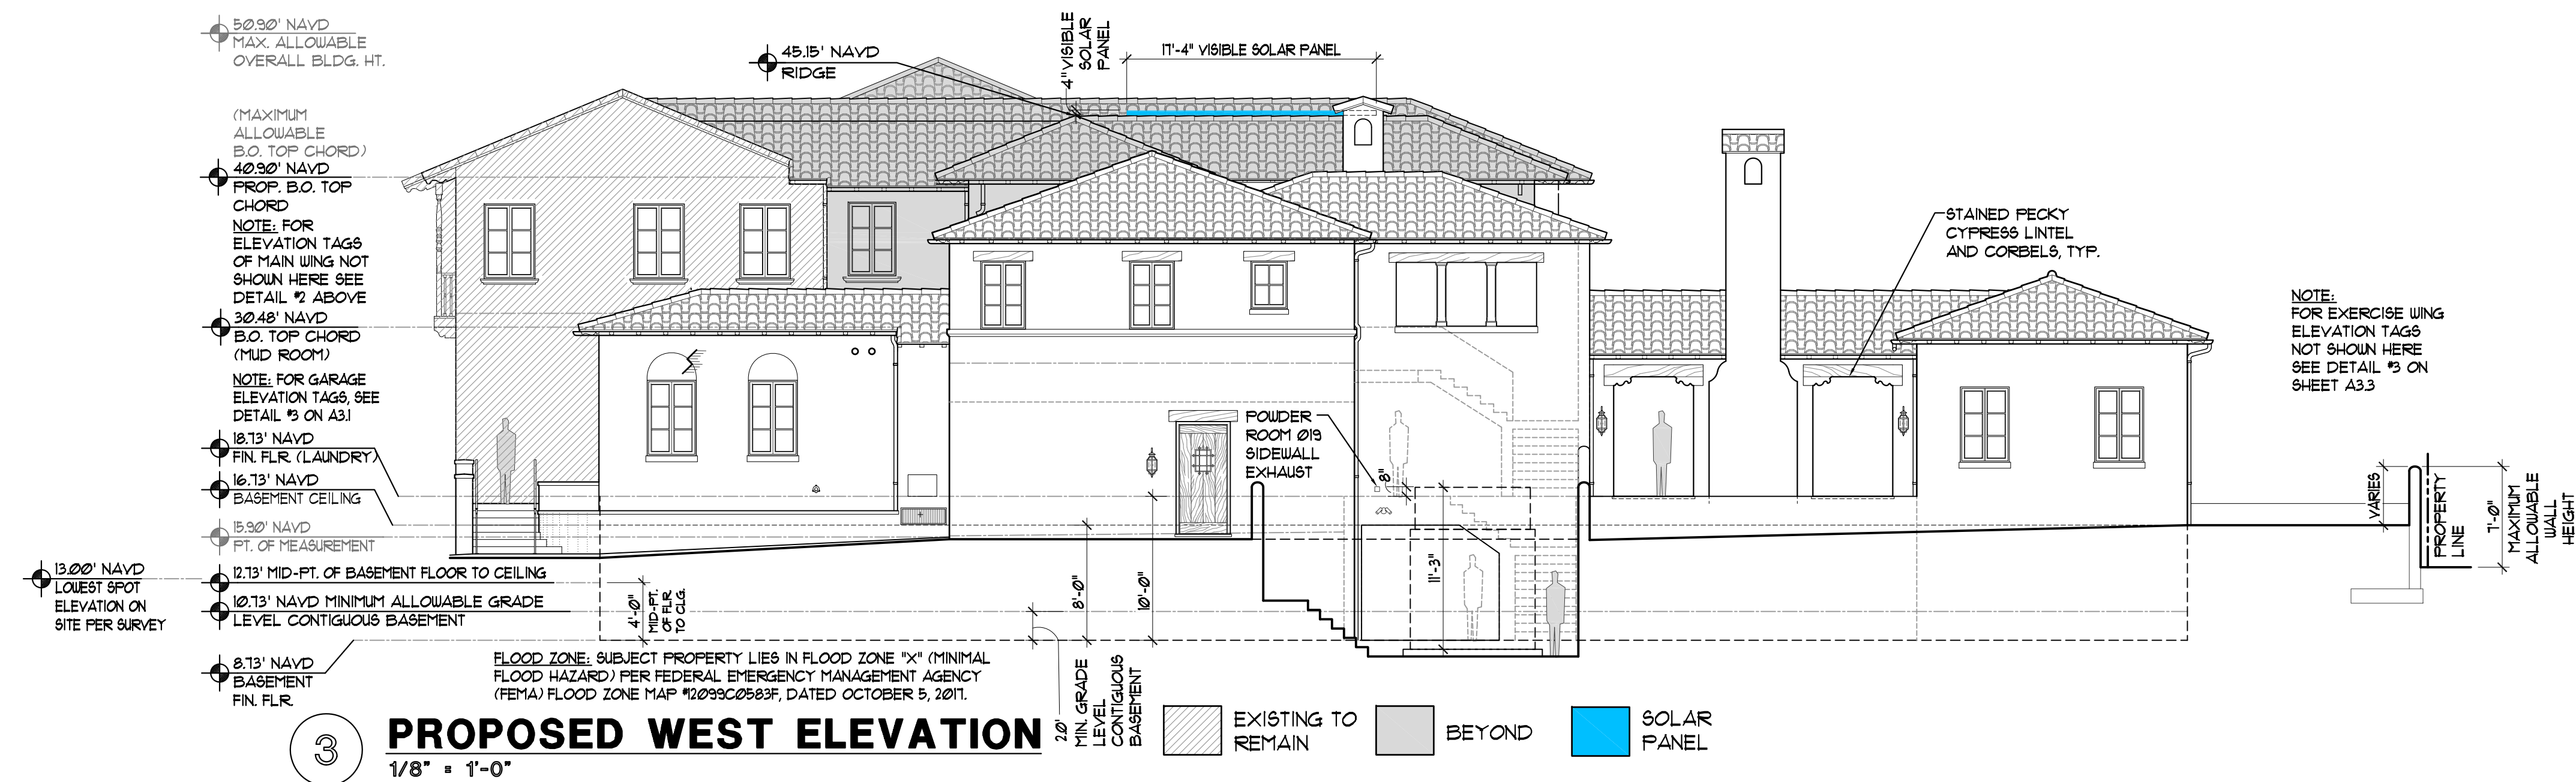 50.90' NAVD
MAX. ALLOWABLE
OVERALL BLDG. HT.
(MAXIMUM
ALLOWABLE
B.O. TOP CHORD)
40.90' NAVD
PROP. B.O. TOP
CHORD
NOTE: FOR
ELEVATION TAGS
OF MAIN WING NOT
SHOWN HERE SEE
DETAIL #2 ABOVE
30.48' NAVD
B.O. TOP CHORD
(MUD ROOM)
NOTE: FOR GARAGE
ELEVATION TAGS, SEE
DETAIL #3 ON A3.1
18.73' NAVD
FIN. FLR. (LAUNDRY)
16.73' NAVD
BASEMENT CEILING
15.90' NAVD
PT. OF MEASUREMENT
13.00' NAVD
LOWEST SPOT
ELEVATION ON
SITE PER SURVEY
12.73' MID-PT. OF BASEMENT FLOOR TO CEILING
10.73' NAVD MINIMUM ALLOWABLE GRADE
LEVEL CONTIGUOUS BASEMENT
8.73' NAVD
BASEMENT
FIN. FLR.
45.15' NAVD
RIDGE
4" VISIBLE
SOLAR
PANEL
17'-4" VISIBLE SOLAR PANEL
STAINED PECKY
CYPRESS LINTEL
AND CORBELS, TYP.
NOTE:
FOR EXERCISE WING
ELEVATION TAGS
NOT SHOWN HERE
SEE DETAIL #3 ON
SHEET A3.3
POWDER
ROOM 019
SIDEWALL
EXHAUST
8"
11'-3"
4'-0"
MID-PT.
OF FLR.
TO CLG.
8'-0"
10'-0"
2.0'
MIN. GRADE
LEVEL
CONTIGUOUS
BASEMENT
VARIES
PROPERTY
LINE
7'-0"
MAXIMUM
ALLOWABLE
WALL
HEIGHT
FLOOD ZONE: SUBJECT PROPERTY LIES IN FLOOD ZONE "X" (MINIMAL
FLOOD HAZARD) PER FEDERAL EMERGENCY MANAGEMENT AGENCY
(FEMA) FLOOD ZONE MAP #12099C0583F, DATED OCTOBER 5, 2017.
3
PROPOSED WEST ELEVATION
1/8" = 1'-0"
EXISTING TO
REMAIN
BEYOND
SOLAR
PANEL